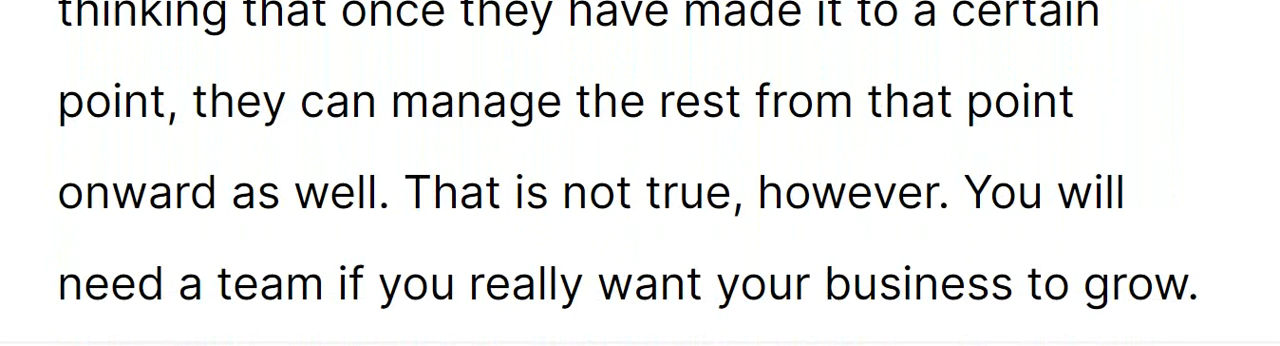 thinking that once they have made it to a certain
point, they can manage the rest from that point
onward as well. That is not true, however. You will
need a team if you really want your business to grow.